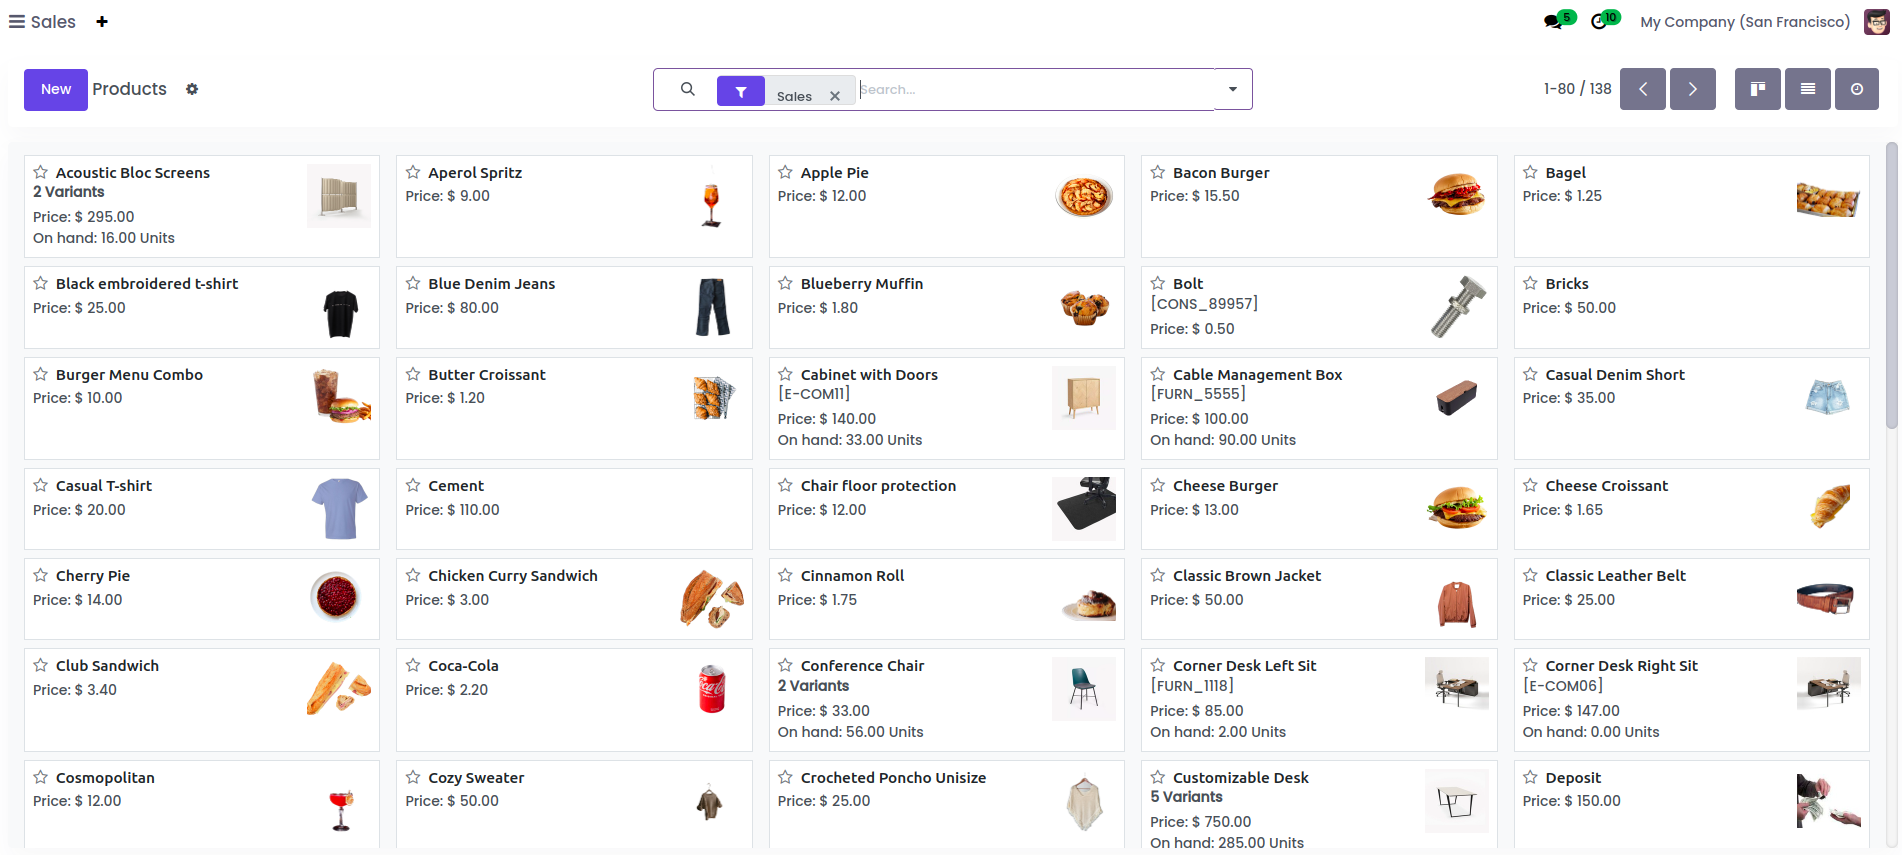 Sales
5
10
My Company (San Francisco)
New
Products
Sales
Search...
1-80 / 138
Acoustic Bloc Screens
2 Variants
Price: $ 295.00
On hand: 16.00 Units
Aperol Spritz
Price: $ 9.00
Apple Pie
Price: $ 12.00
Bacon Burger
Price: $ 15.50
Bagel
Price: $ 1.25
Black embroidered t-shirt
Price: $ 25.00
Blue Denim Jeans
Price: $ 80.00
Blueberry Muffin
Price: $ 1.80
Bolt
[CONS_89957]
Price: $ 0.50
Bricks
Price: $ 50.00
Burger Menu Combo
Price: $ 10.00
Butter Croissant
Price: $ 1.20
Cabinet with Doors
[E-COM11]
Price: $ 140.00
On hand: 33.00 Units
Cable Management Box
[FURN_5555]
Price: $ 100.00
On hand: 90.00 Units
Casual Denim Short
Price: $ 35.00
Casual T-shirt
Price: $ 20.00
Cement
Price: $ 110.00
Chair floor protection
Price: $ 12.00
Cheese Burger
Price: $ 13.00
Cheese Croissant
Price: $ 1.65
Cherry Pie
Price: $ 14.00
Chicken Curry Sandwich
Price: $ 3.00
Cinnamon Roll
Price: $ 1.75
Classic Brown Jacket
Price: $ 50.00
Classic Leather Belt
Price: $ 25.00
Club Sandwich
Price: $ 3.40
Coca-Cola
Price: $ 2.20
Coca-Cola
Conference Chair
2 Variants
Price: $ 33.00
On hand: 56.00 Units
Corner Desk Left Sit
[FURN_1118]
Price: $ 85.00
On hand: 2.00 Units
Corner Desk Right Sit
[E-COM06]
Price: $ 147.00
On hand: 0.00 Units
Cosmopolitan
Price: $ 12.00
Cozy Sweater
Price: $ 50.00
Crocheted Poncho Unisize
Price: $ 25.00
Customizable Desk
5 Variants
Price: $ 750.00
On hand: 285.00 Units
Deposit
Price: $ 150.00